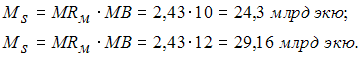 M_S = MR_M · MB = 2,43 · 10 = 24,3 млрд экю;
M_S = MR_M · MB = 2,43 · 12 = 29,16 млрд экю.